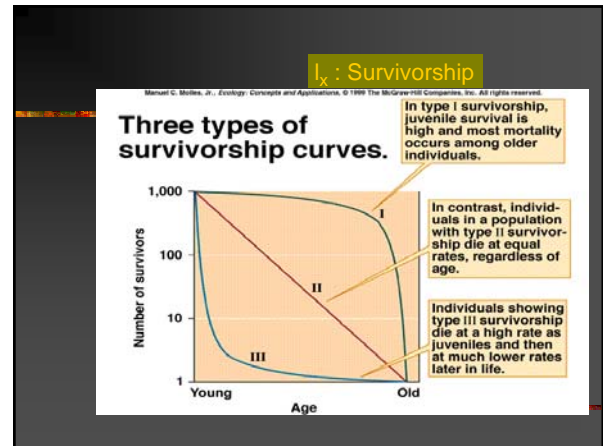 lx : Survivorship
Manuel C. Molles, Jr., Ecology: Concepts and Applications, © 1999 The McGraw-Hill Companies, Inc. All rights reserved.
Three types of
survivorship curves.
In type I survivorship,
juvenile survival is
high and most mortality
occurs among older
individuals.
In contrast, individ-
uals in a population
with type II survivor-
ship die at equal
rates, regardless of
age.
Individuals showing
type III survivorship
die at a high rate as
juveniles and then
at much lower rates
later in life.
Number of survivors
1,000
100
10
1
I
II
III
Young
Old
Age